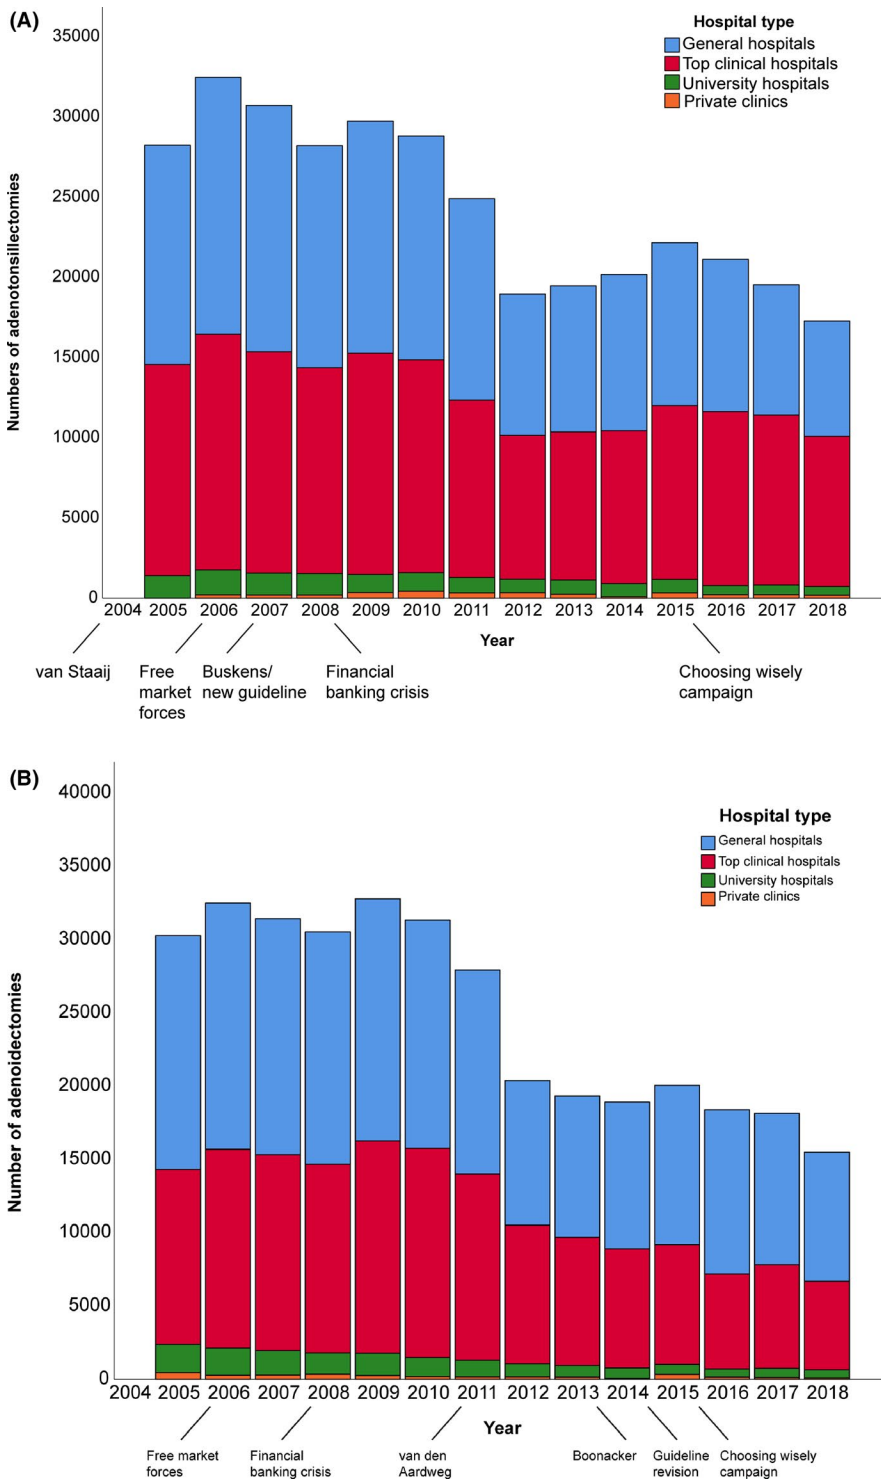 (A)
Hospital type
General hospitals
Top clinical hospitals
University hospitals
Private clinics
Numbers of adenotonsillectomies
35000
30000
25000
20000
15000
10000
5000
0
2004 2005 2006 2007 2008 2009 2010 2011 2012 2013 2014 2015 2016 2017 2018
Year
van Staaij
Free
market
forces
Buskens/
new guideline
Financial
banking crisis
Choosing wisely
campaign
(B)
Hospital type
General hospitals
Top clinical hospitals
University hospitals
Private clinics
Number of adenoidectomies
40000
35000
30000
25000
20000
15000
10000
5000
0
2004 2005 2006 2007 2008 2009 2010 2011 2012 2013 2014 2015 2016 2017 2018
Year
Free market
forces
Financial
banking crisis
van den
Aardweg
Boonacker
Guideline
revision
Choosing wisely
campaign